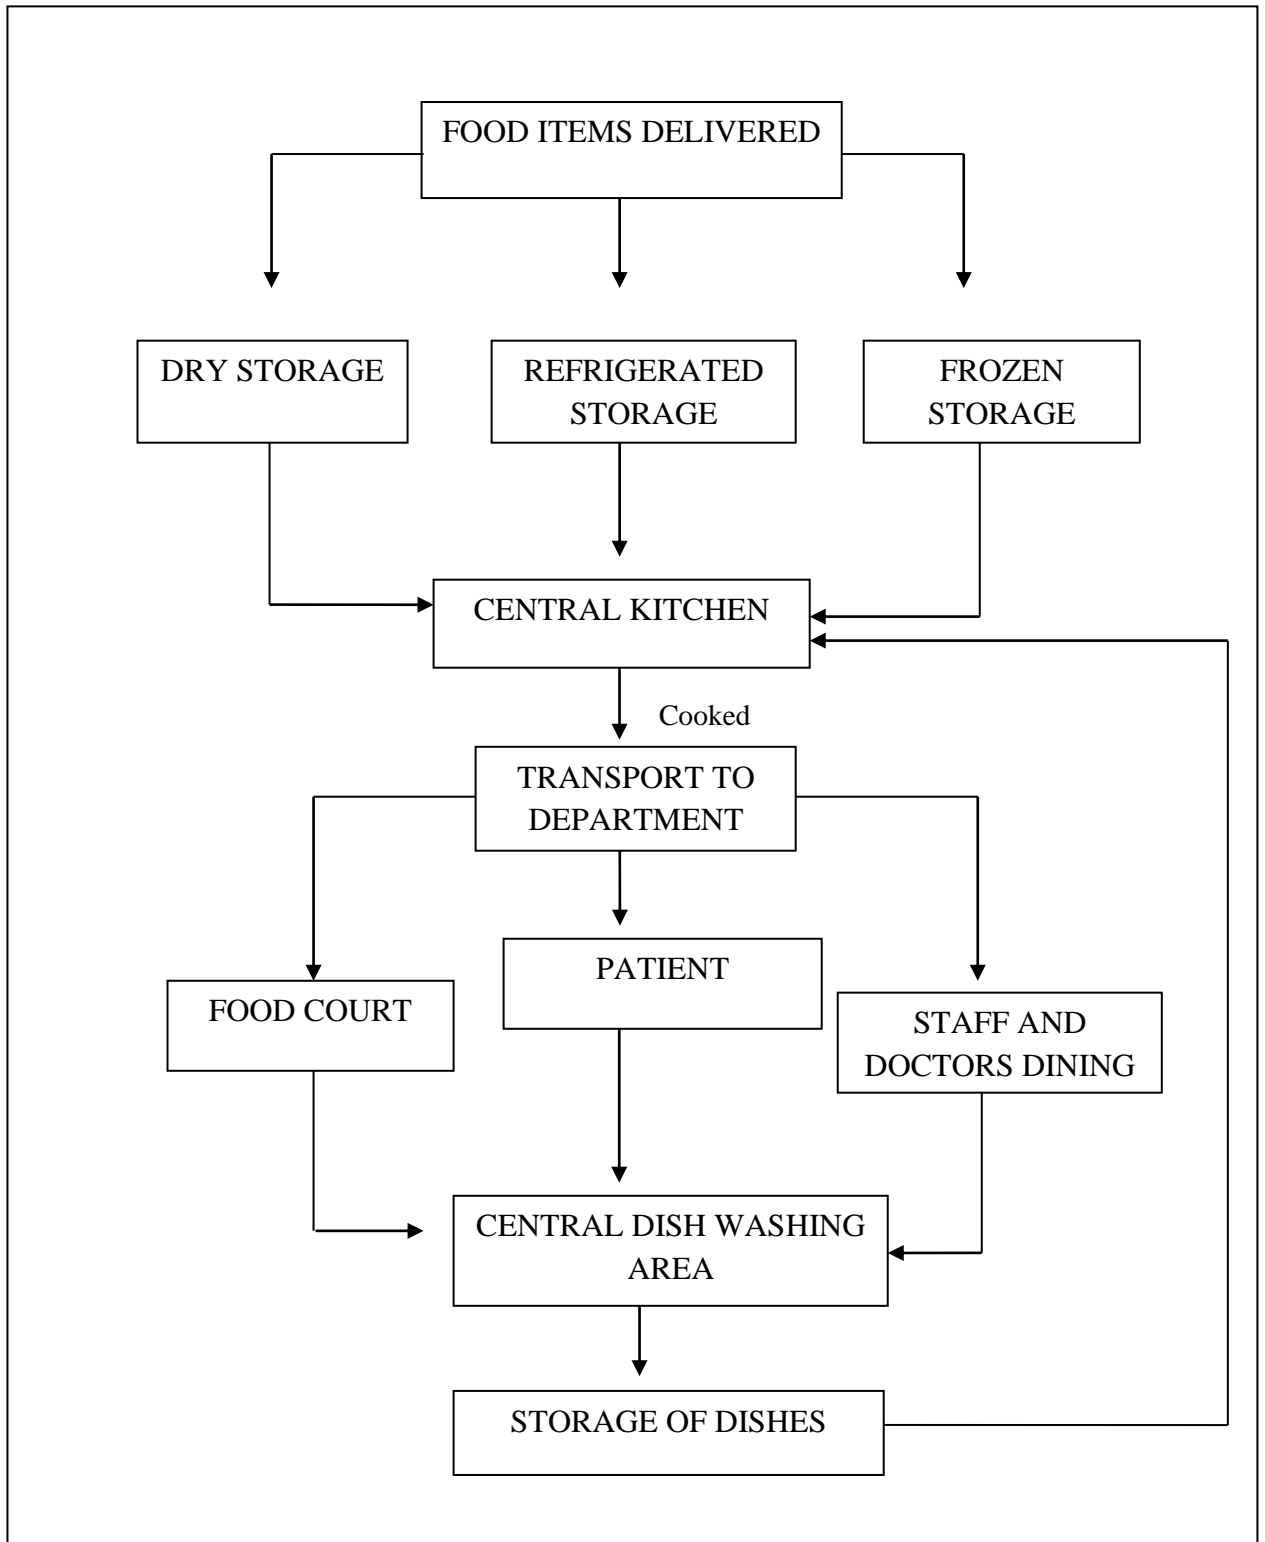 FOOD ITEMS DELIVERED
DRY STORAGE
REFRIGERATED
STORAGE
FROZEN
STORAGE
CENTRAL KITCHEN
Cooked
TRANSPORT TO
DEPARTMENT
FOOD COURT
PATIENT
STAFF AND
DOCTORS DINING
CENTRAL DISH WASHING
AREA
STORAGE OF DISHES